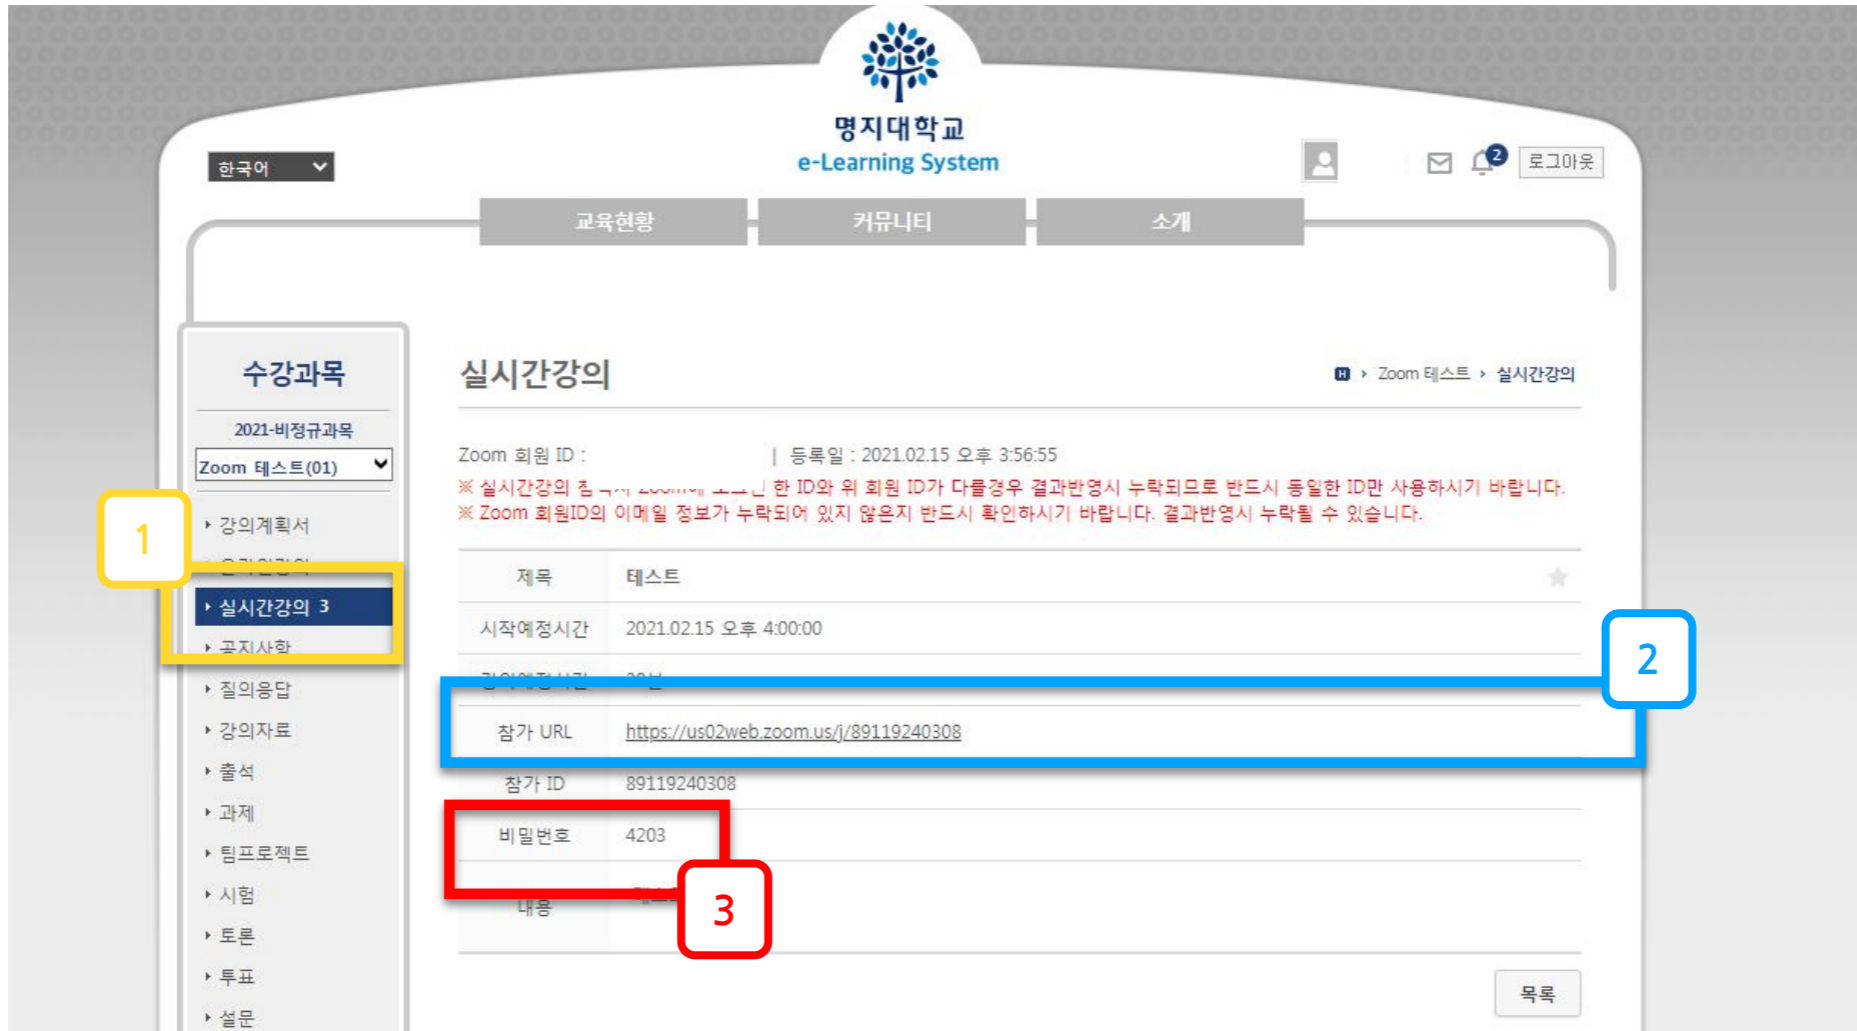 명지대학교
e-Learning System
한국어
2
로그아웃
교육현황 커뮤니티 소개
수강과목
2021-비정규과목
Zoom 테스트(01)
1
강의계획서
실시간강의 3
공지사항
질의응답
강의자료
출석
과제
팀프로젝트
시험
토론
투표
설문
실시간강의
H > Zoom 테스트 > 실시간강의
Zoom 회원 ID : | 등록일 : 2021.02.15 오후 3:56:55
※ 실시간강의 한 ID와 위 회원 ID가 다를경우 결과반영시 누락되므로 반드시 동일한 ID만 사용하시기 바랍니다.
※ Zoom 회원ID의 이메일 정보가 누락되어 있지 않은지 반드시 확인하시기 바랍니다. 결과반영시 누락될 수 있습니다.
제목 테스트
시작예정시간 2021.02.15 오후 4:00:00
2
참가 URL https://us02web.zoom.us/j/89119240308
참가 ID 89119240308
비밀번호 4203
내용
3
목록